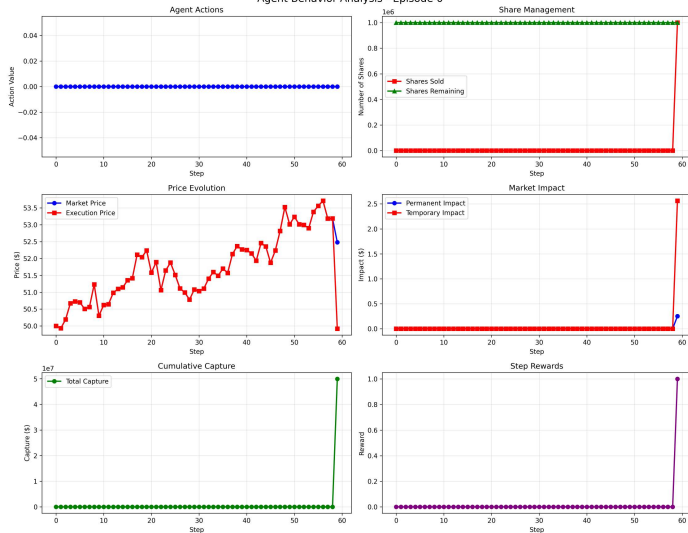 Agent Behavior Analysis - Episode 0
Agent Actions
Action Value
0.04
0.02
0.00
−0.02
−0.04
0 10 20 30 40 50 60
Step
Share Management
1e6
Number of Shares
1.0
0.8
0.6
0.4
0.2
0.0
Shares Sold
Shares Remaining
0 10 20 30 40 50 60
Step
Price Evolution
Price ($)
53.5
53.0
52.5
52.0
51.5
51.0
50.5
50.0
Market Price
Execution Price
0 10 20 30 40 50 60
Step
Market Impact
Impact ($)
2.5
2.0
1.5
1.0
0.5
0.0
Permanent Impact
Temporary Impact
0 10 20 30 40 50 60
Step
Cumulative Capture
1e7
Capture ($)
5
4
3
2
1
0
Total Capture
0 10 20 30 40 50 60
Step
Step Rewards
Reward
1.0
0.8
0.6
0.4
0.2
0.0
0 10 20 30 40 50 60
Step